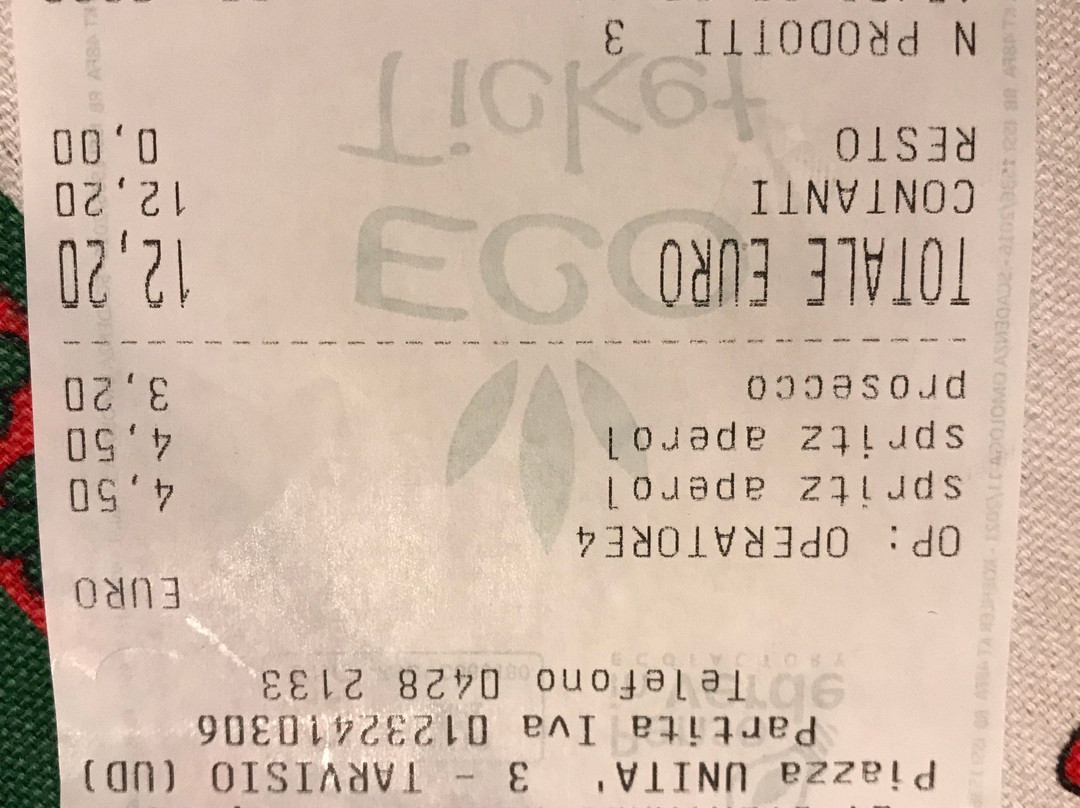 Piazza UNITA' 3 - TARVISIO (UD)
Partita Iva 01232410306
Telefono 0428 2133
EURO
OP: OPERATORE4
spritz aperol 4,50
spritz aperol 4,50
prosecco 3,20
TOTALE EURO 12,20
CONTANTI 12,20
RESTO 0,00
N PRODOTTI 3
ECO
Ticket